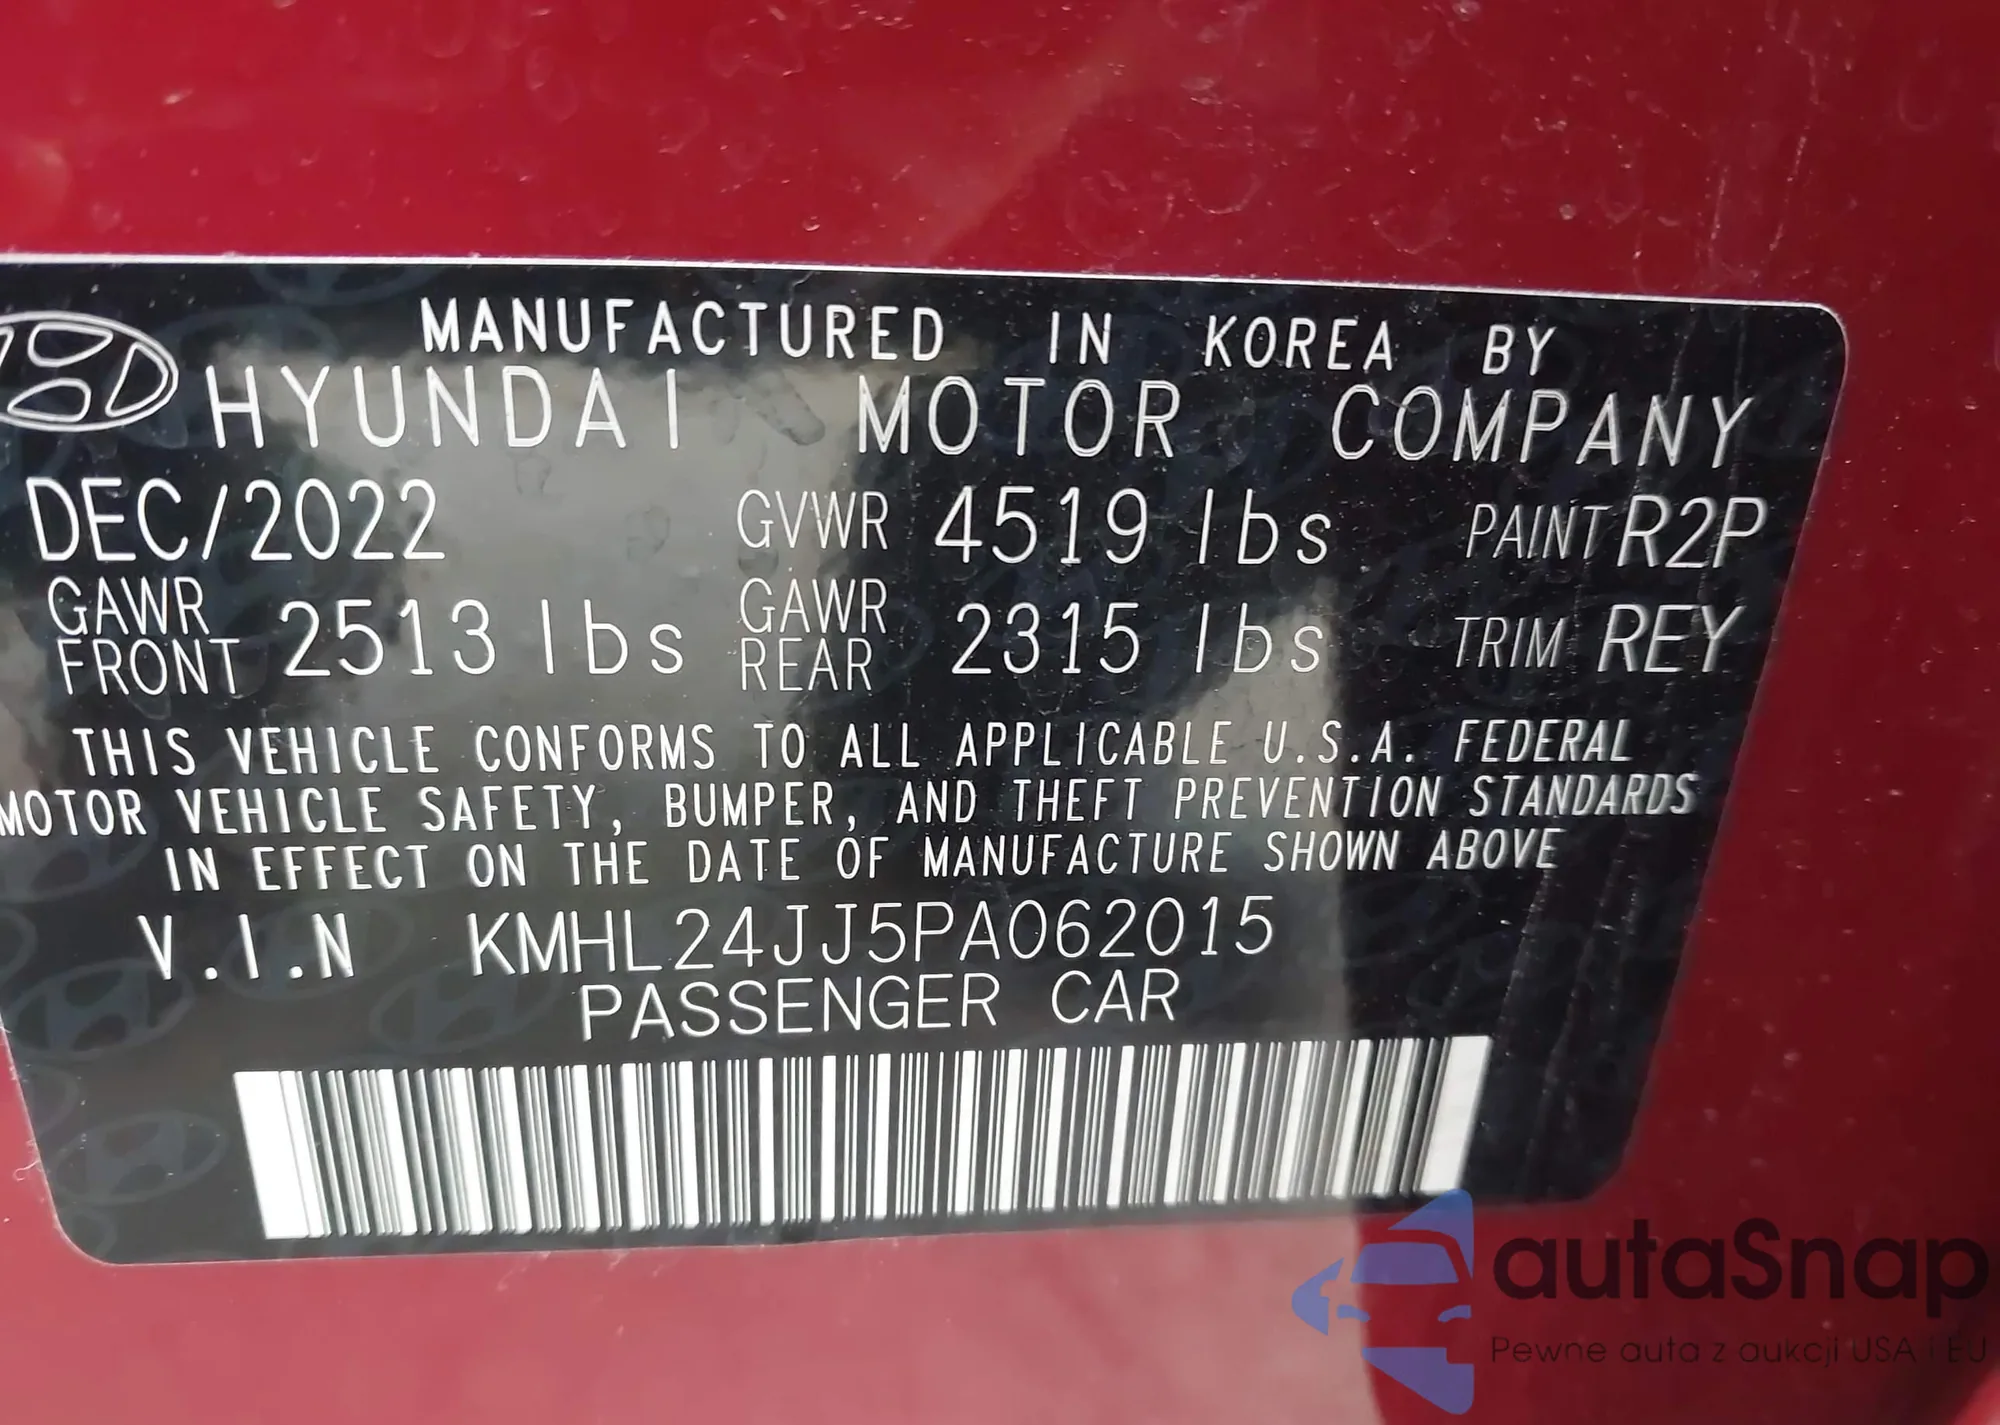 MANUFACTURED IN KOREA BY
HYUNDAI MOTOR COMPANY
DEC/2022 GVWR 4519 lbs PAINT R2P
GAWR FRONT 2513 lbs GAWR REAR 2315 lbs TRIM REY
THIS VEHICLE CONFORMS TO ALL APPLICABLE U.S.A. FEDERAL
MOTOR VEHICLE SAFETY, BUMPER, AND THEFT PREVENTION STANDARDS
IN EFFECT ON THE DATE OF MANUFACTURE SHOWN ABOVE
V.I.N KMHL24JJ5PA062015
PASSENGER CAR
autaSnap
Pewne auta z aukcji USA i EU